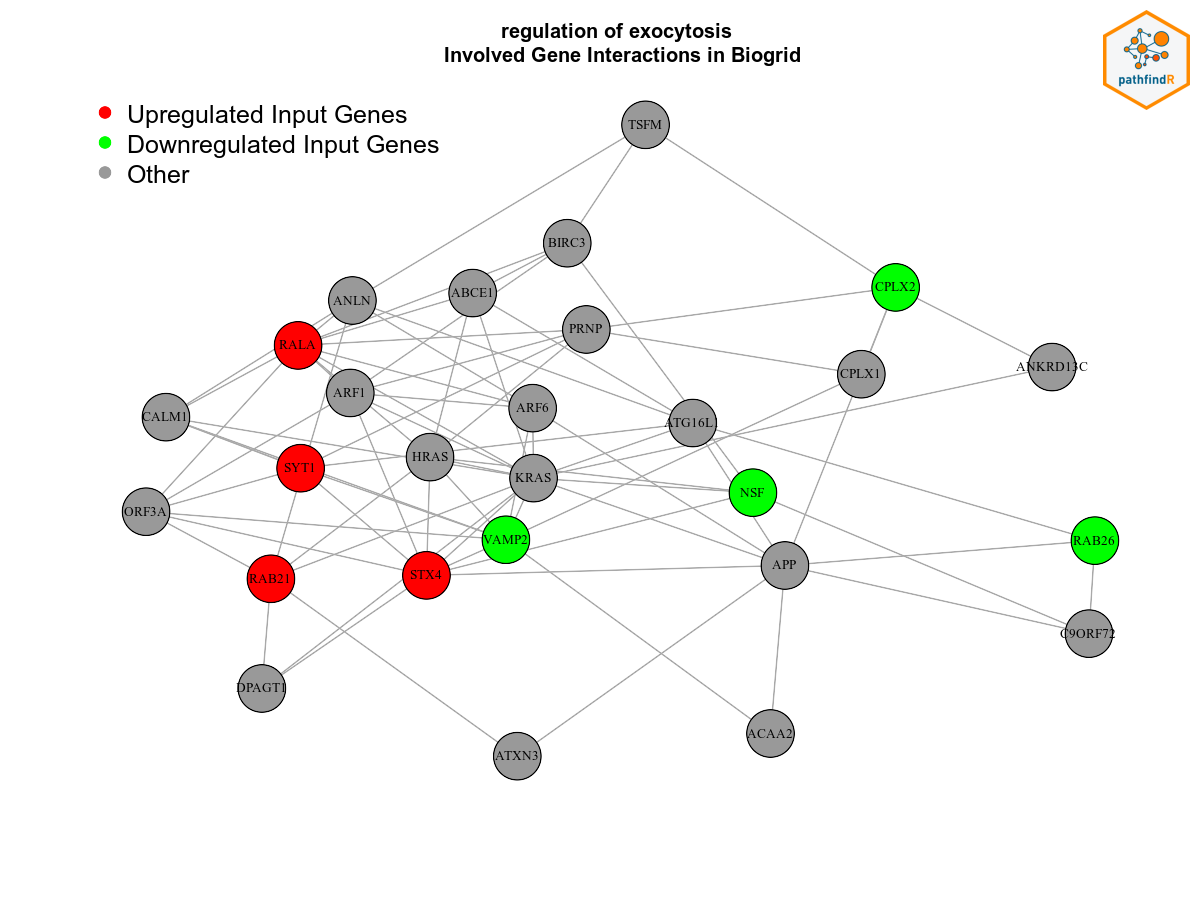 regulation of exocytosis
Involved Gene Interactions in Biogrid
pathfindR
Upregulated Input Genes
Downregulated Input Genes
Other
TSFM
BIRC3
CPLX2
ABCE1
ANLN
PRNP
RALA
ANKRD13C
CPLX1
ARF1
ARF6
CALM1
ATG16L
HRAS
SYT1
KRAS
NSF
ORF3A
VAMP2
RAB26
APP
STX4
RAB21
C9ORF72
DPAGT1
ACAA2
ATXN3